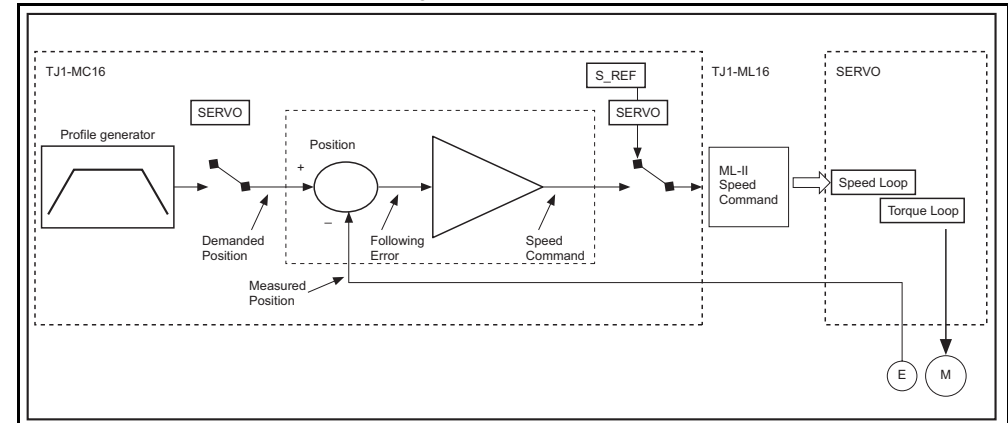 TJ1-MC16
TJ1-ML16
SERVO
S_REF
SERVO
SERVO
Profile generator
Position
+
_
ML-II
Speed
Command
Speed Loop
Torque Loop
Demanded
Position
Following
Error
Speed
Command
Measured
Position
E
M